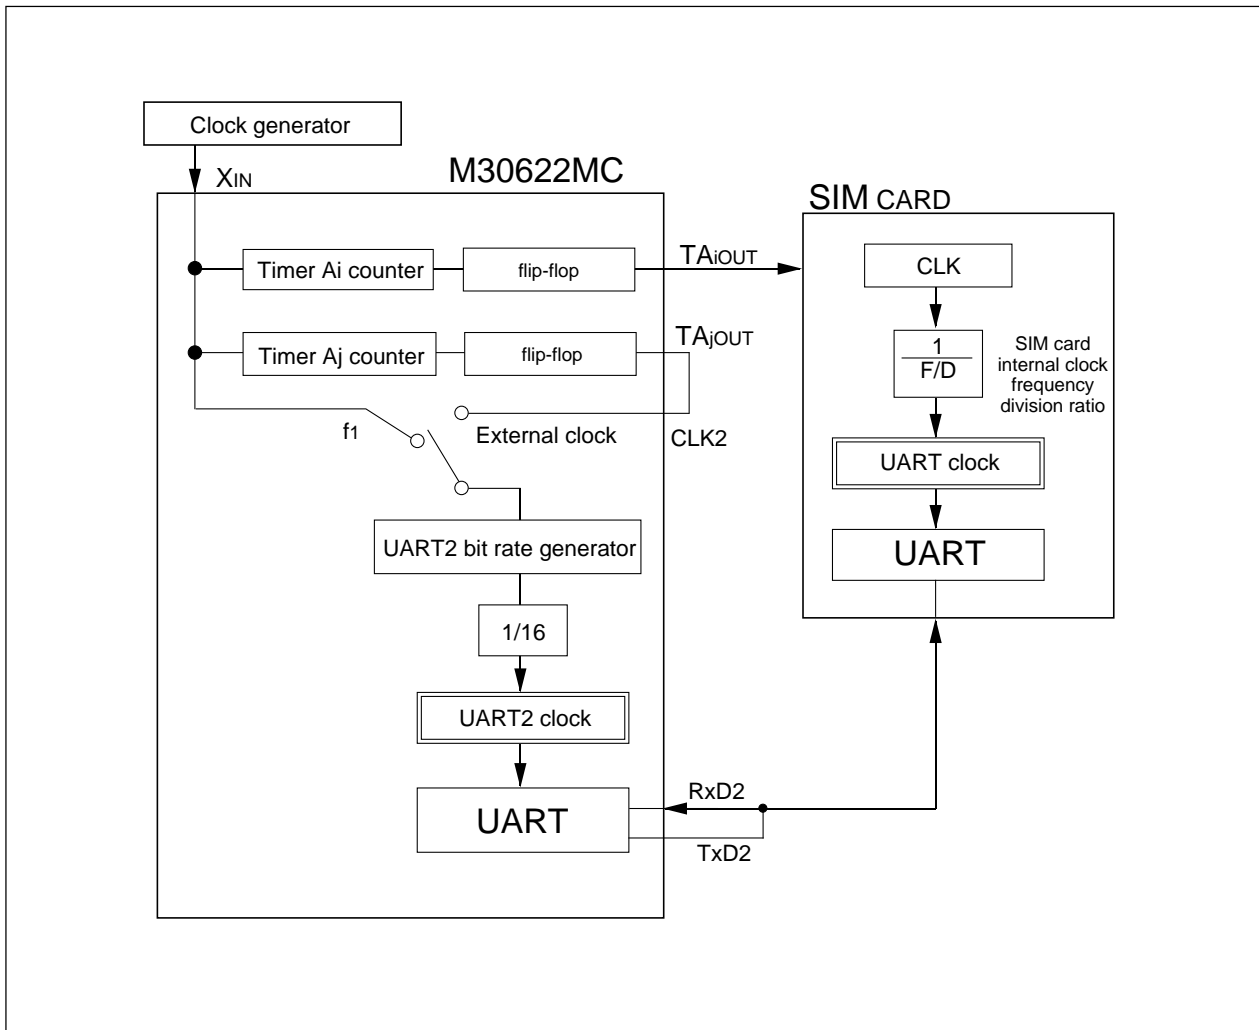 Clock generator
XIN
M30622MC
SIM CARD
Timer Ai counter
flip-flop
TAiOUT
CLK
Timer Aj counter
flip-flop
TAjOUT
1
F/D
SIM card
internal clock
frequency
division ratio
f1
External clock
CLK2
UART clock
UART2 bit rate generator
UART
1/16
UART2 clock
UART
RxD2
TxD2